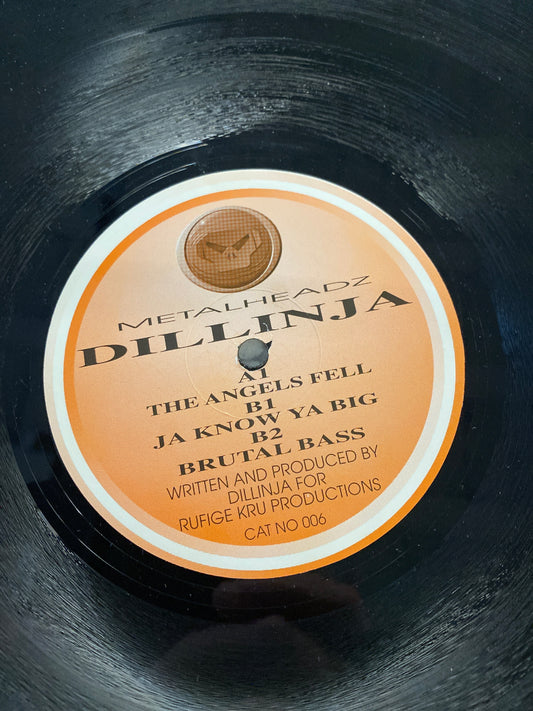 METALHEADZ
DILLINJA
A1
THE ANGELS FELL
B1
JA KNOW YA BIG
B2
BRUTAL BASS
WRITTEN AND PRODUCED BY
DILLINJA FOR
RUFIGE KRU PRODUCTIONS
CAT NO 006